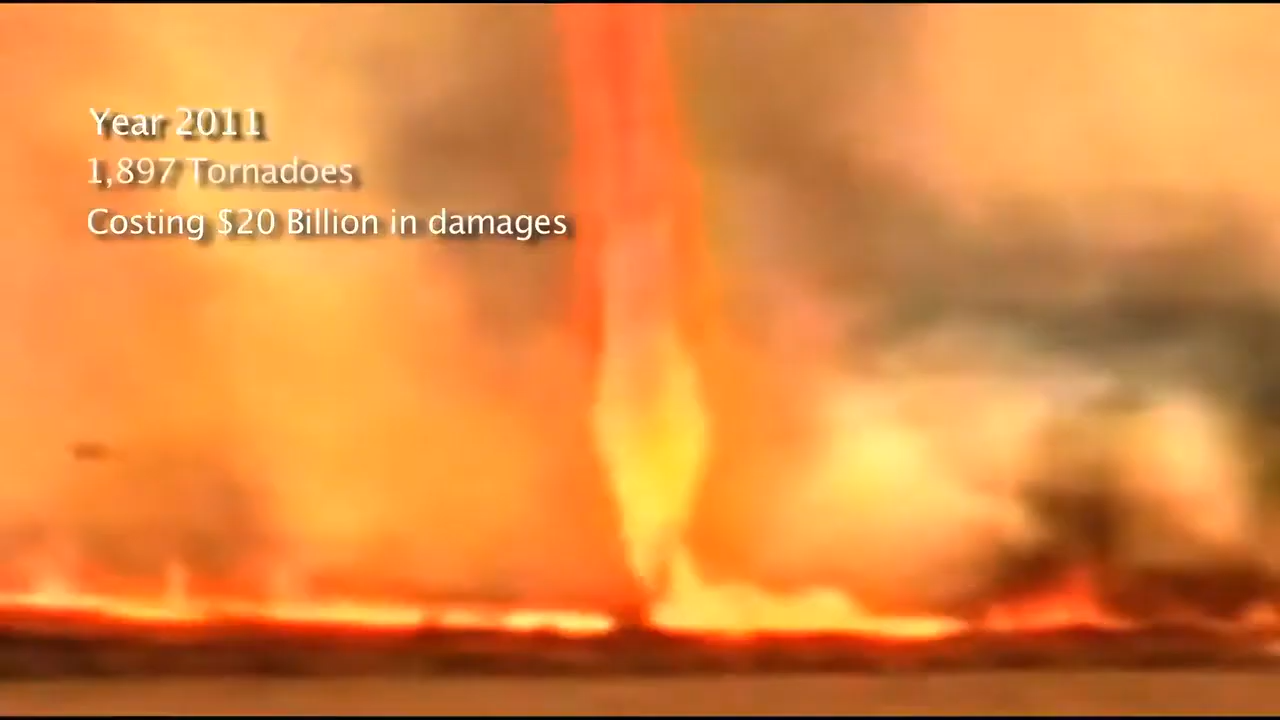 Year 2011
1,897 Tornadoes
Costing $20 Billion in damages